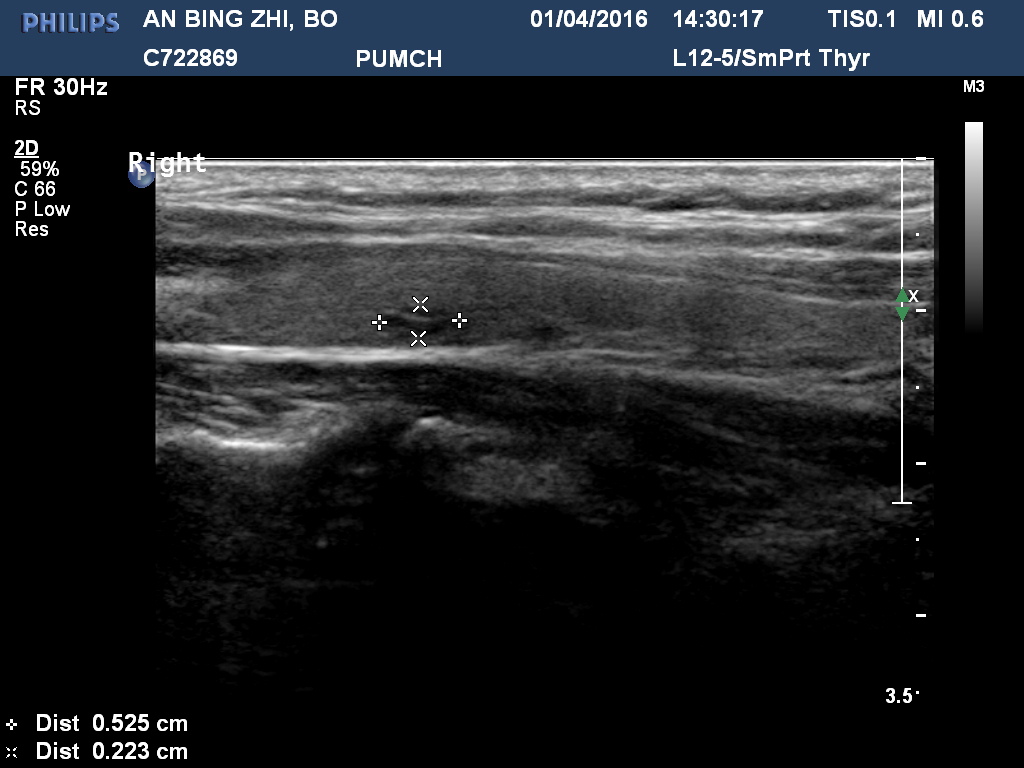 PHILIPS
AN BING ZHI, BO
01/04/2016
14:30:17
TIS0.1
MI 0.6
C722869
PUMCH
L12-5/SmPrt Thyr
FR 30Hz
RS
M3
2D
59%
C 66
P Low
Res
Right
P
X
3.5
Dist 0.525 cm
Dist 0.223 cm